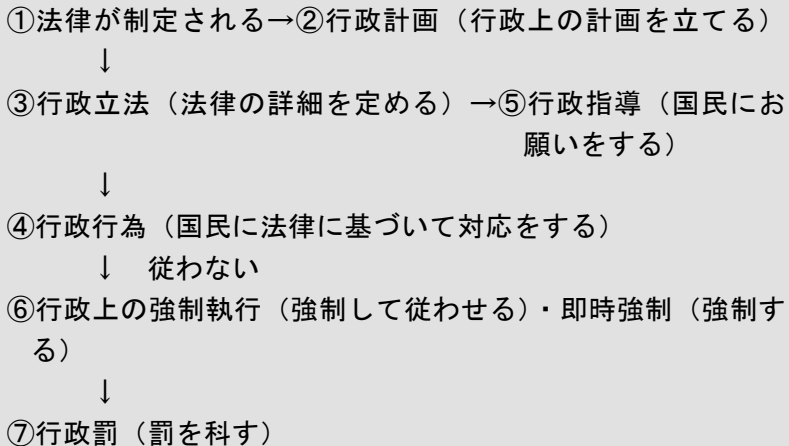 ①法律が制定される→②行政計画（行政上の計画を立てる）
↓
③行政立法（法律の詳細を定める）→⑤行政指導（国民にお
願いをする）
↓
④行政行為（国民に法律に基づいて対応をする）
↓　従わない
⑥行政上の強制執行（強制して従わせる）・即時強制（強制す
る）
↓
⑦行政罰（罰を科す）